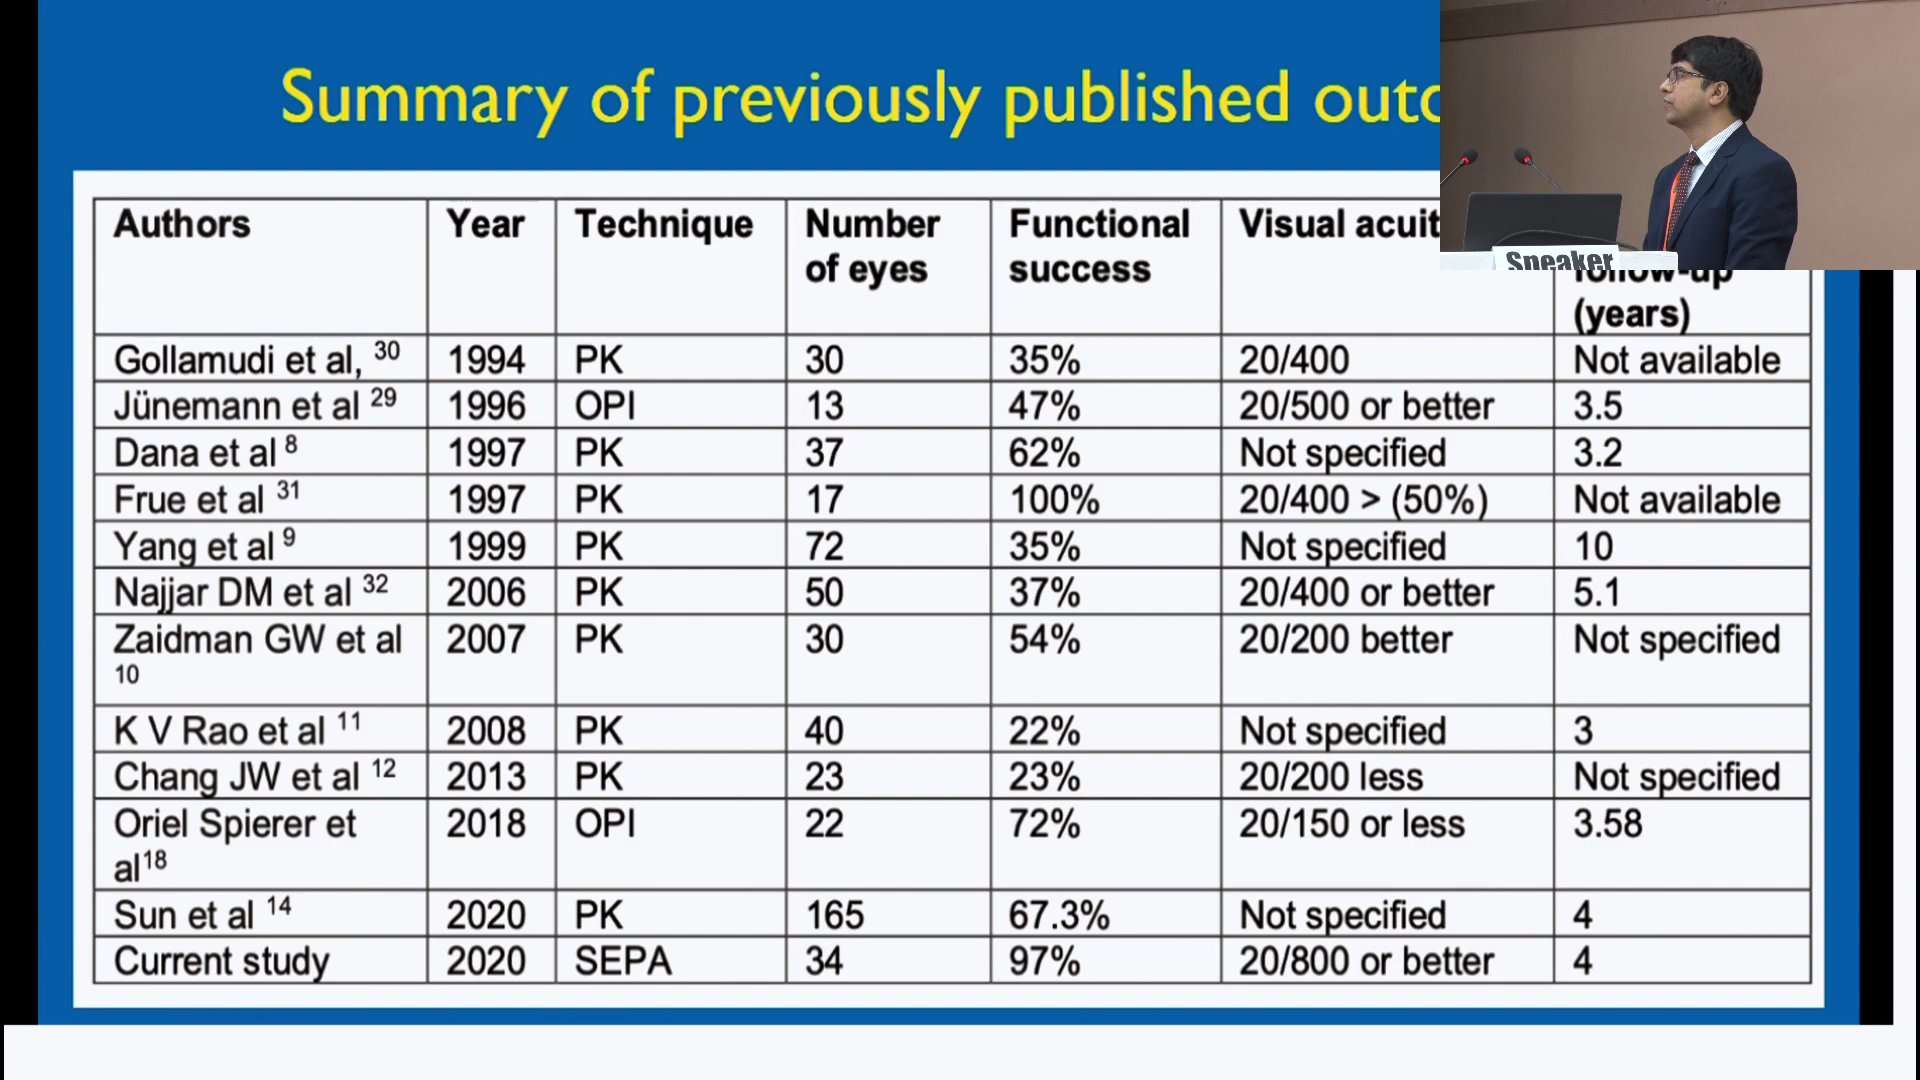 Summary of previously published
Authors Year Technique Number of eyes Functional success Visual follow-up (years)
Gollamudi et al, 30 1994 PK 30 35% 20/400 Not available
Jünemann et al 29 1996 OPI 13 47% 20/500 or better 3.5
Dana et al 8 1997 PK 37 62% Not specified 3.2
Frue et al 31 1997 PK 17 100% 20/400 > (50%) Not available
Yang et al 9 1999 PK 72 35% Not specified 10
Najjar DM et al 32 2006 PK 50 37% 20/400 or better 5.1
Zaidman GW et al 10 2007 PK 30 54% 20/200 better Not specified
K V Rao et al 11 2008 PK 40 22% Not specified 3
Chang JW et al 12 2013 PK 23 23% 20/200 less Not specified
Oriel Spierer et al18 2018 OPI 22 72% 20/150 or less 3.58
Sun et al 14 2020 PK 165 67.3% Not specified 4
Current study 2020 SEPA 34 97% 20/800 or better 4
Speaker